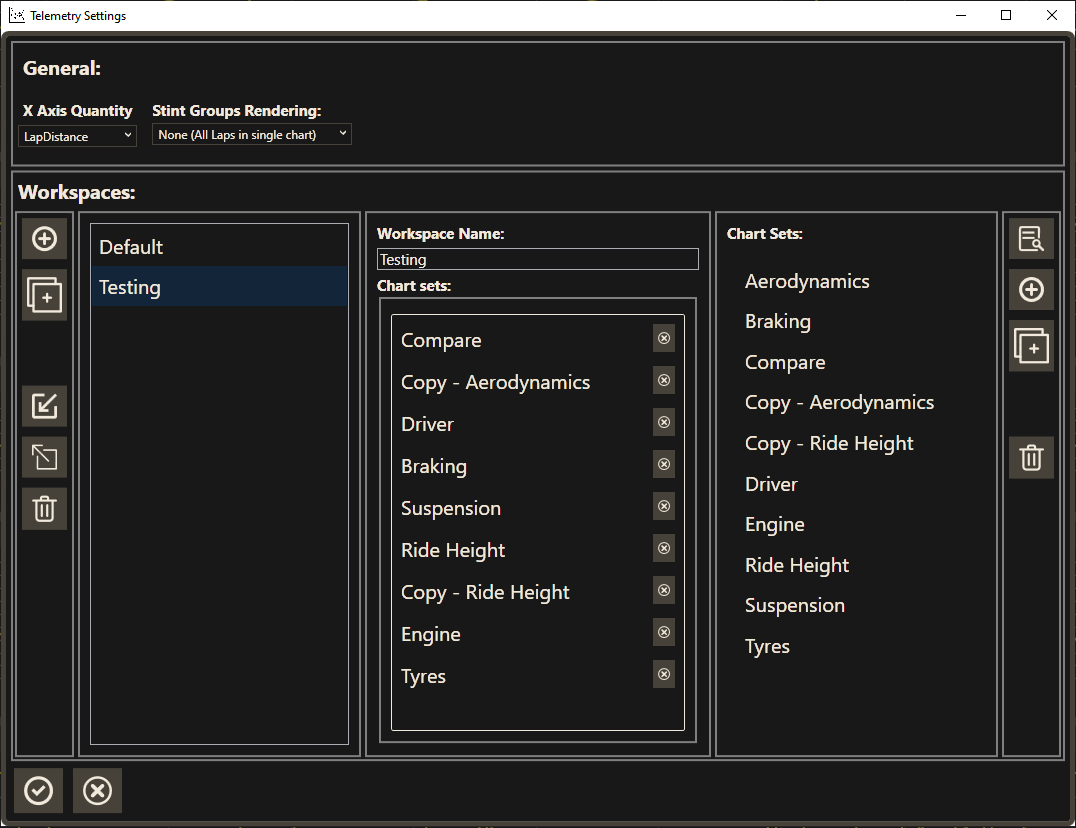 Telemetry Settings
General:
X Axis Quantity
Stint Groups Rendering:
LapDistance
None (All Laps in single chart)
Workspaces:
Default
Testing
Workspace Name:
Testing
Chart sets:
Compare
Copy - Aerodynamics
Driver
Braking
Suspension
Ride Height
Copy - Ride Height
Engine
Tyres
Chart Sets:
Aerodynamics
Braking
Compare
Copy - Aerodynamics
Copy - Ride Height
Driver
Engine
Ride Height
Suspension
Tyres